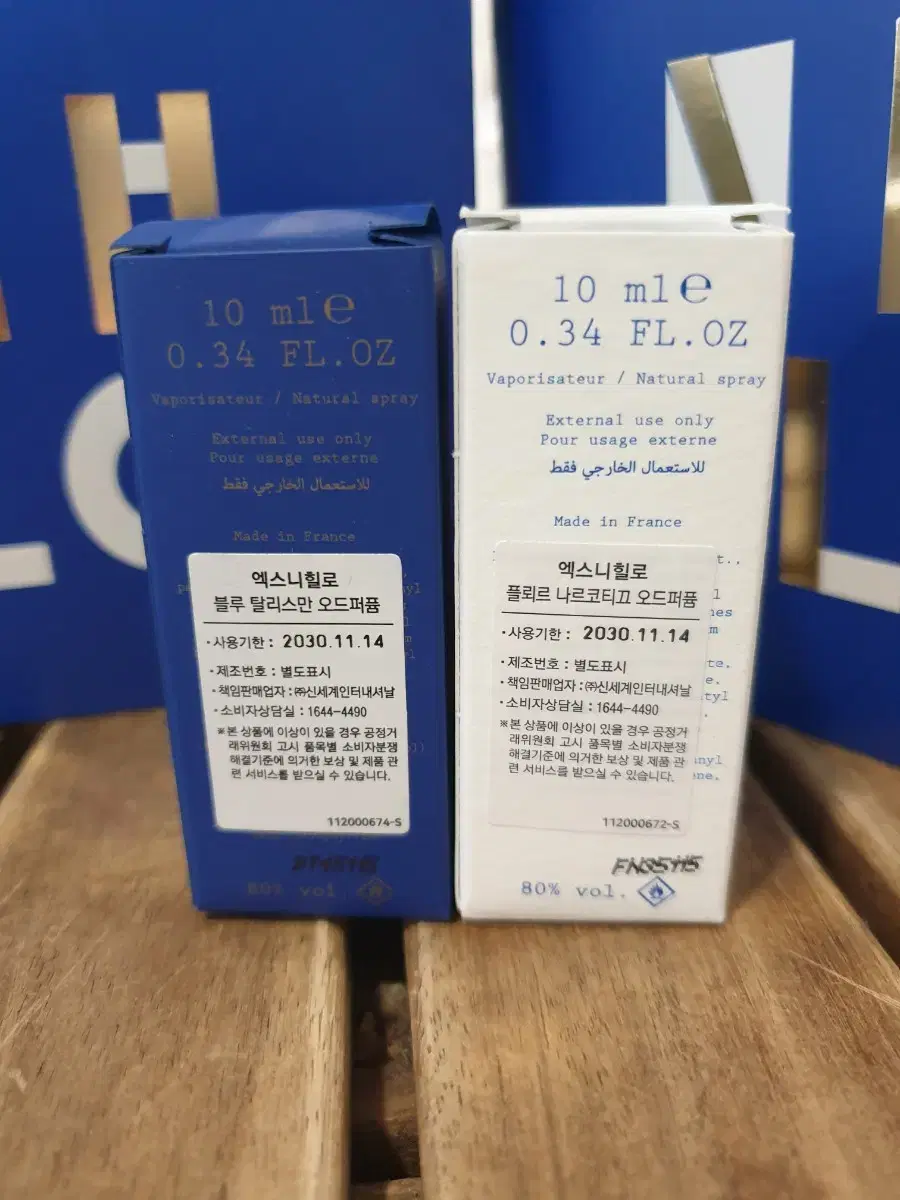 H
10 ml℮
0.34 FL.OZ
Vaporisateur / Natural spray
External use only
Pour usage externe
للاستعمال الخارجي فقط
Made in France
엑스니힐로
블루 탈리스만 오드퍼퓸
·사용기한 : 2030.11.14
·제조번호 : 별도표시
·책임판매업자 : ㈜신세계인터내셔날
·소비자상담실 : 1644-4490
※본 상품에 이상이 있을 경우 공정거
래위원회 고시 품목별 소비자분쟁
해결기준에 의거한 보상 및 제품 관
련 서비스를 받으실 수 있습니다.
112000674-S
80% vol
10 ml℮
0.34 FL.OZ
Vaporisateur / Natural spray
External use only
Pour usage externe
للاستعمال الخارجي فقط
Made in France
엑스니힐로
플뢰르 나르코티끄 오드퍼퓸
·사용기한 : 2030.11.14
·제조번호 : 별도표시
·책임판매업자 : ㈜신세계인터내셔날
·소비자상담실 : 1644-4490
※본 상품에 이상이 있을 경우 공정거
래위원회 고시 품목별 소비자분쟁
해결기준에 의거한 보상 및 제품 관
련 서비스를 받으실 수 있습니다.
112000672-S
80% vol.